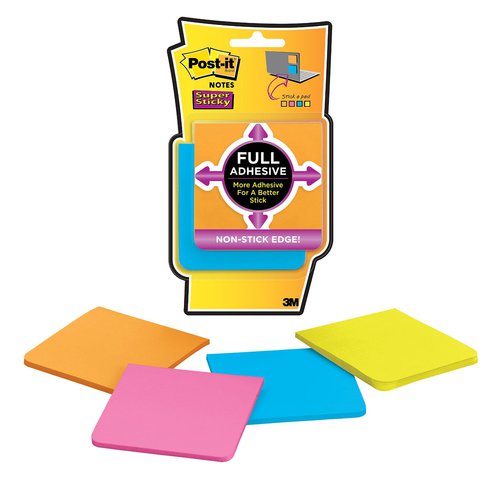 Post-it
NOTES
Super
Sticky
Stick a pad
FULL
ADHESIVE
More Adhesive
For A Better
Stick
NON-STICK EDGE!
3M